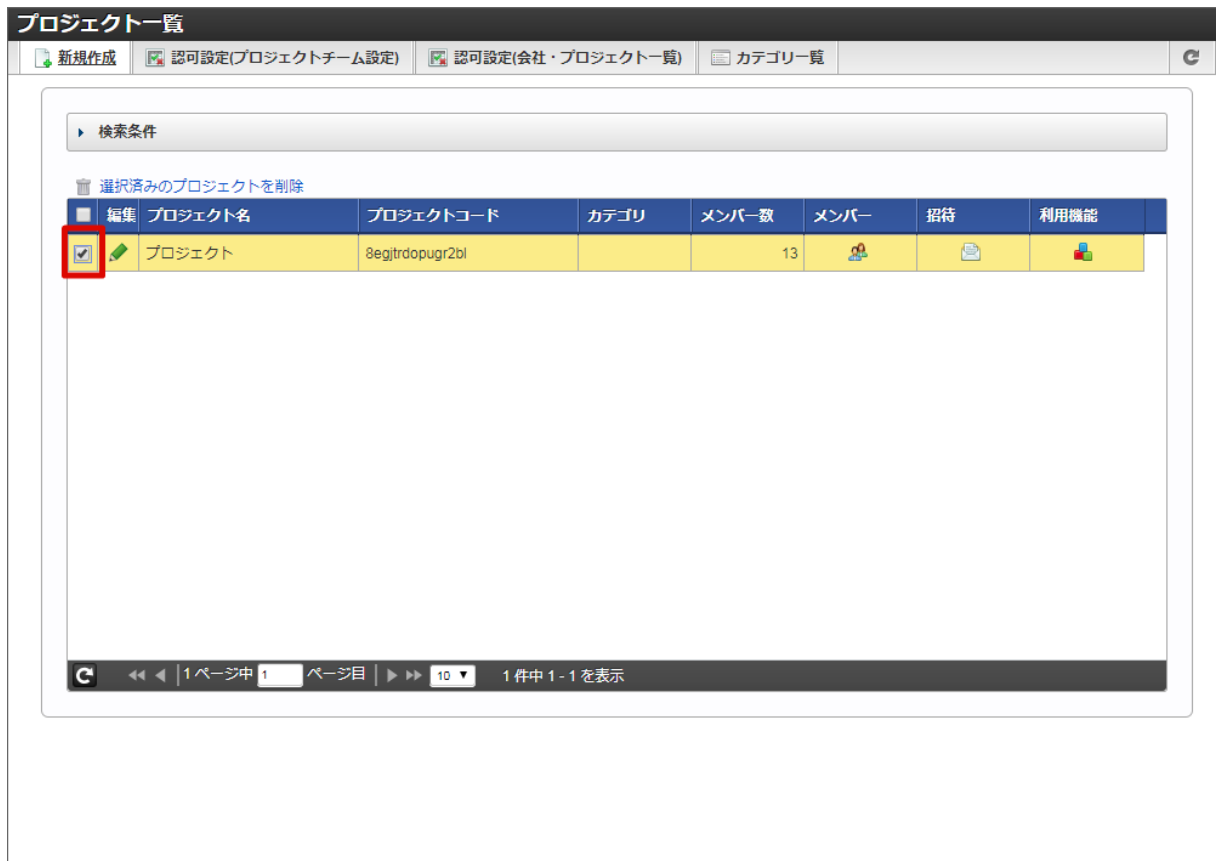 プロジェクト一覧
新規作成 認可設定(プロジェクトチーム設定) 認可設定(会社・プロジェクト一覧) カテゴリ一覧
検索条件
選択済みのプロジェクトを削除
編集 プロジェクト名 プロジェクトコード カテゴリ メンバー数 メンバー 招待 利用機能
プロジェクト 8egjtrdopugr2bl 13
1 ページ中 1 ページ目 10 1 件中 1 - 1 を表示